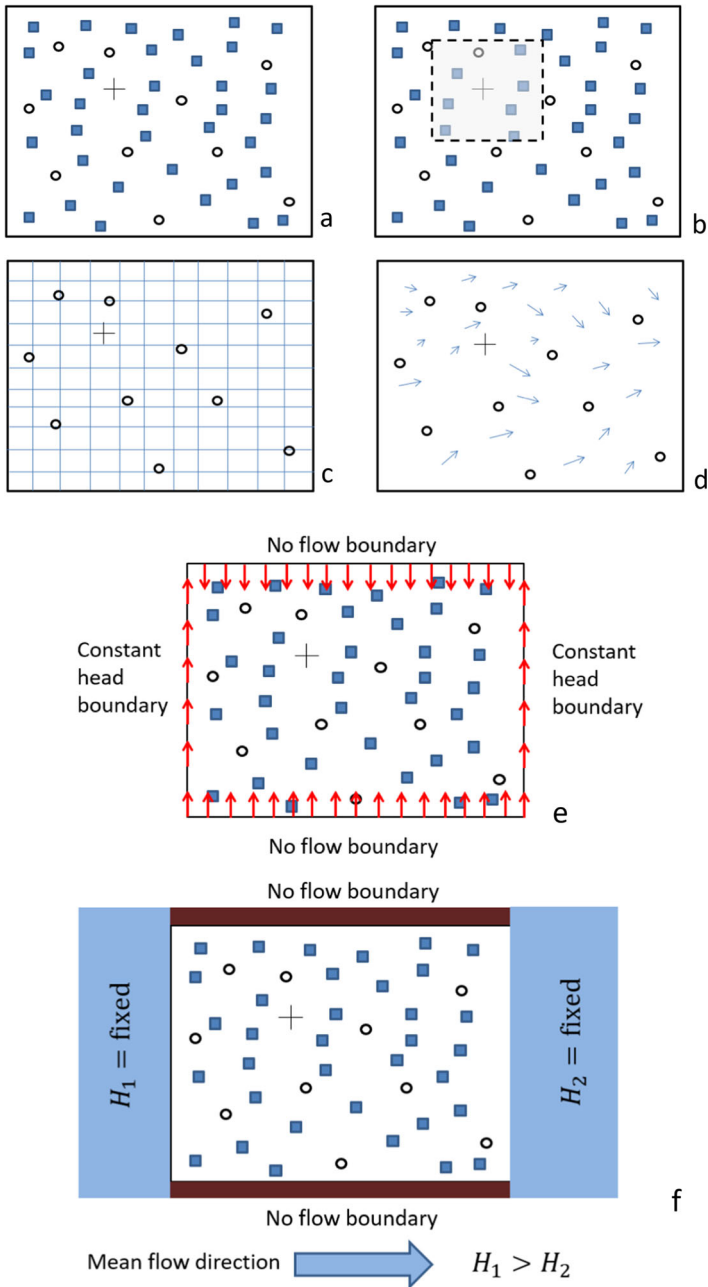 a
b
c
d
No flow boundary
Constant
head
boundary
Constant
head
boundary
e
No flow boundary
No flow boundary
H₁ = fixed
H₂ = fixed
f
No flow boundary
Mean flow direction
H₁ > H₂